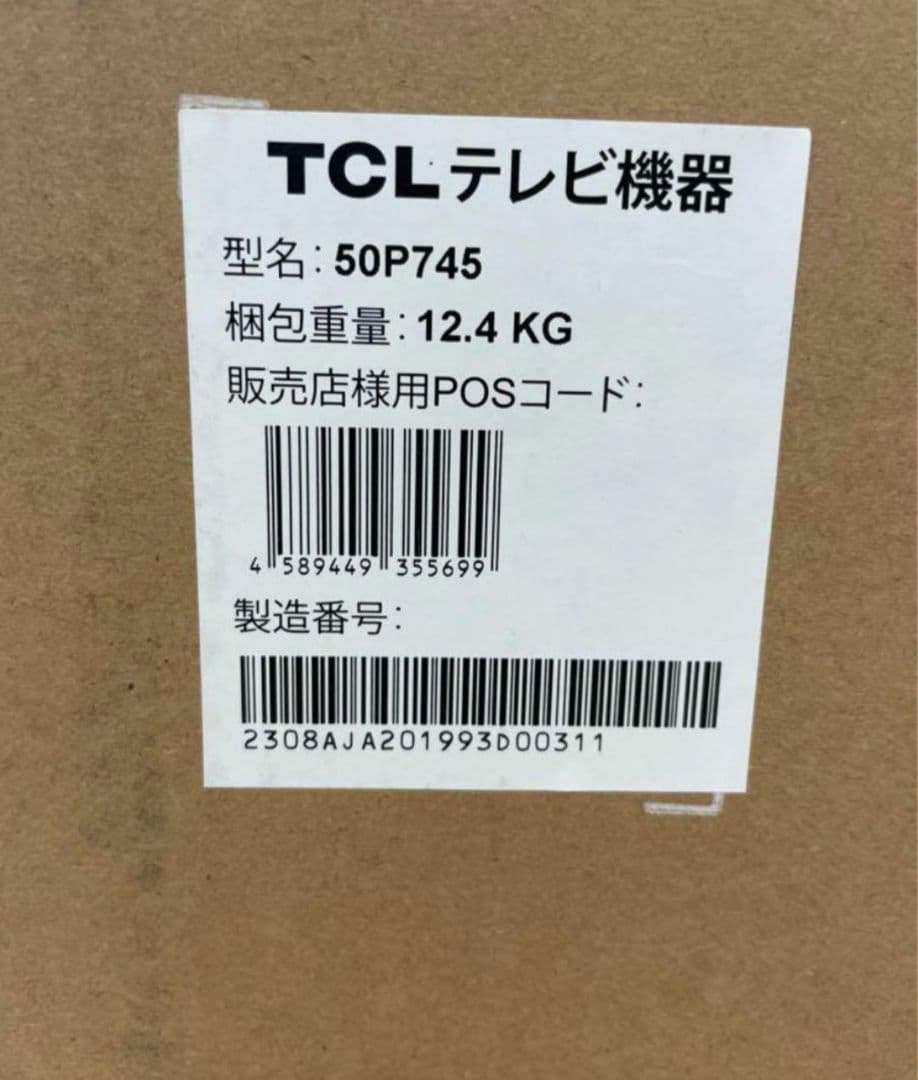 TCLテレビ機器
型名：50P745
梱包重量：12.4 KG
販売店様用POSコード：
4 589449 355699
製造番号：
2308AJA201993D00311